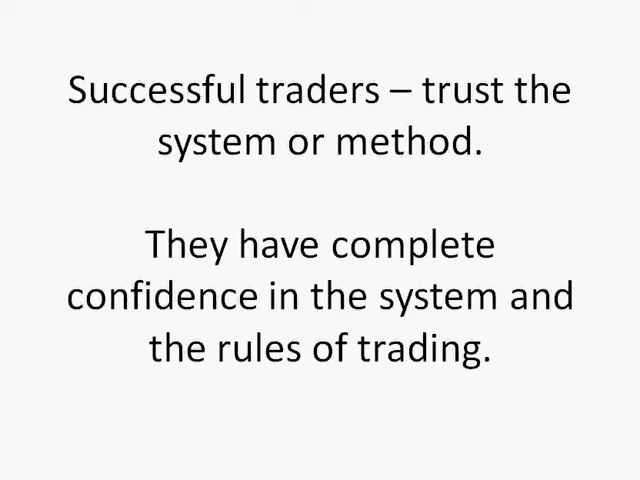 Successful traders – trust the
system or method.
They have complete
confidence in the system and
the rules of trading.